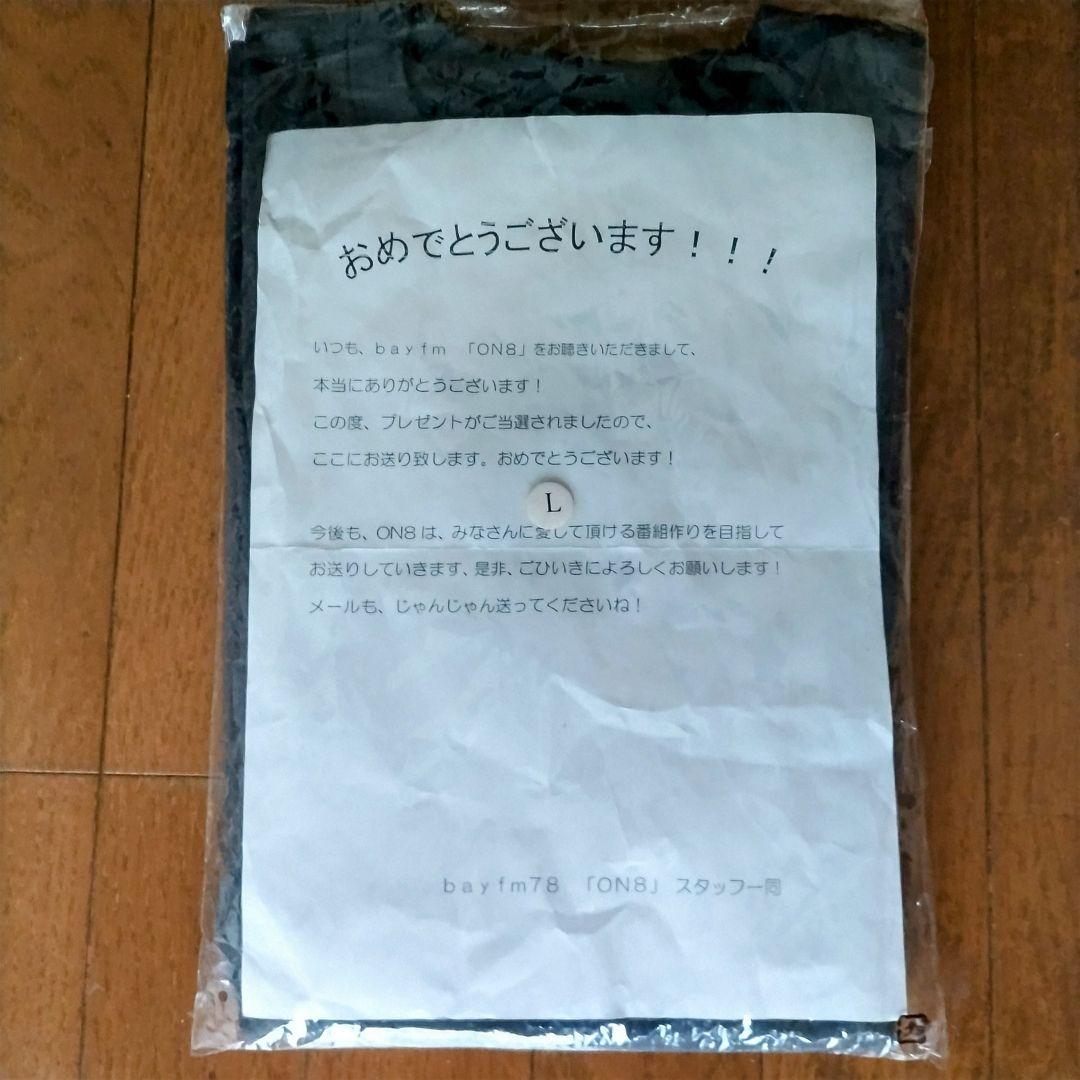 おめでとうございます！！！
いつも、ｂａｙｆｍ　「ON８」をお聴きいただきまして、
本当にありがとうございます！
この度、プレゼントがご当選されましたので、
ここにお送り致します。おめでとうございます！
L
今後も、ON８は、みなさんに愛して頂ける番組作りを目指して
お送りしていきます、是非、ごひいきによろしくお願いします！
メールも、じゃんじゃん送ってくださいね！
ｂａｙｆｍ７８　「ON８」　スタッフ一同